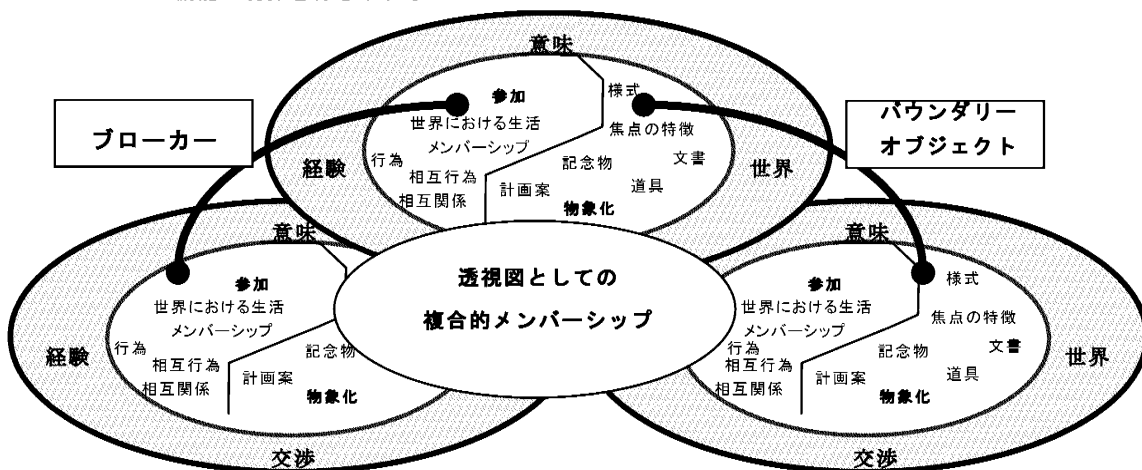 意味
ブローカー
バウンダリー
オブジェクト
経験
世界
参加
世界における生活
メンバーシップ
行為
相互行為
相互関係
様式
焦点の特徴
文書
記念物
道具
計画案
物象化
透視図としての
複合的メンバーシップ
意味
経験
交渉
参加
世界における生活
メンバーシップ
行為
相互行為
相互関係
記念物
計画案
物象化
意味
世界
交渉
参加
世界における生活
メンバーシップ
行為
相互行為
相互関係
様式
焦点の特徴
文書
記念物
道具
計画案
物象化